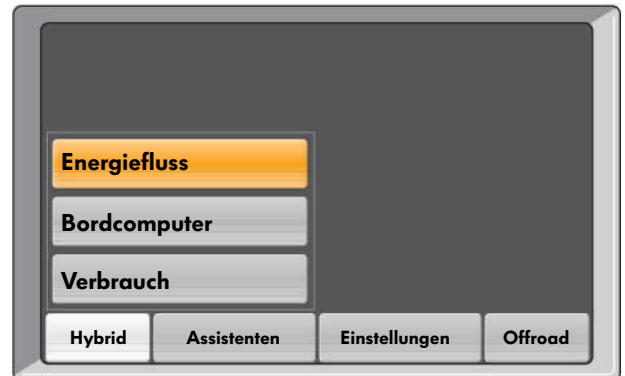 Energiefluss
Bordcomputer
Verbrauch
Hybrid Assistenten Einstellungen Offroad